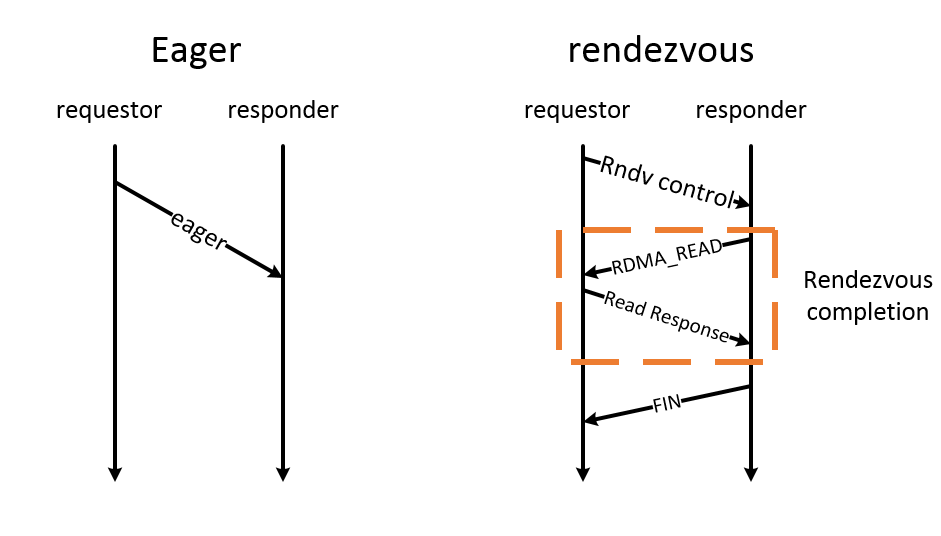 Eager
requestor
responder
eager
rendezvous
requestor
responder
Rndv control
RDMA_READ
Read Response
FIN
Rendezvous
completion